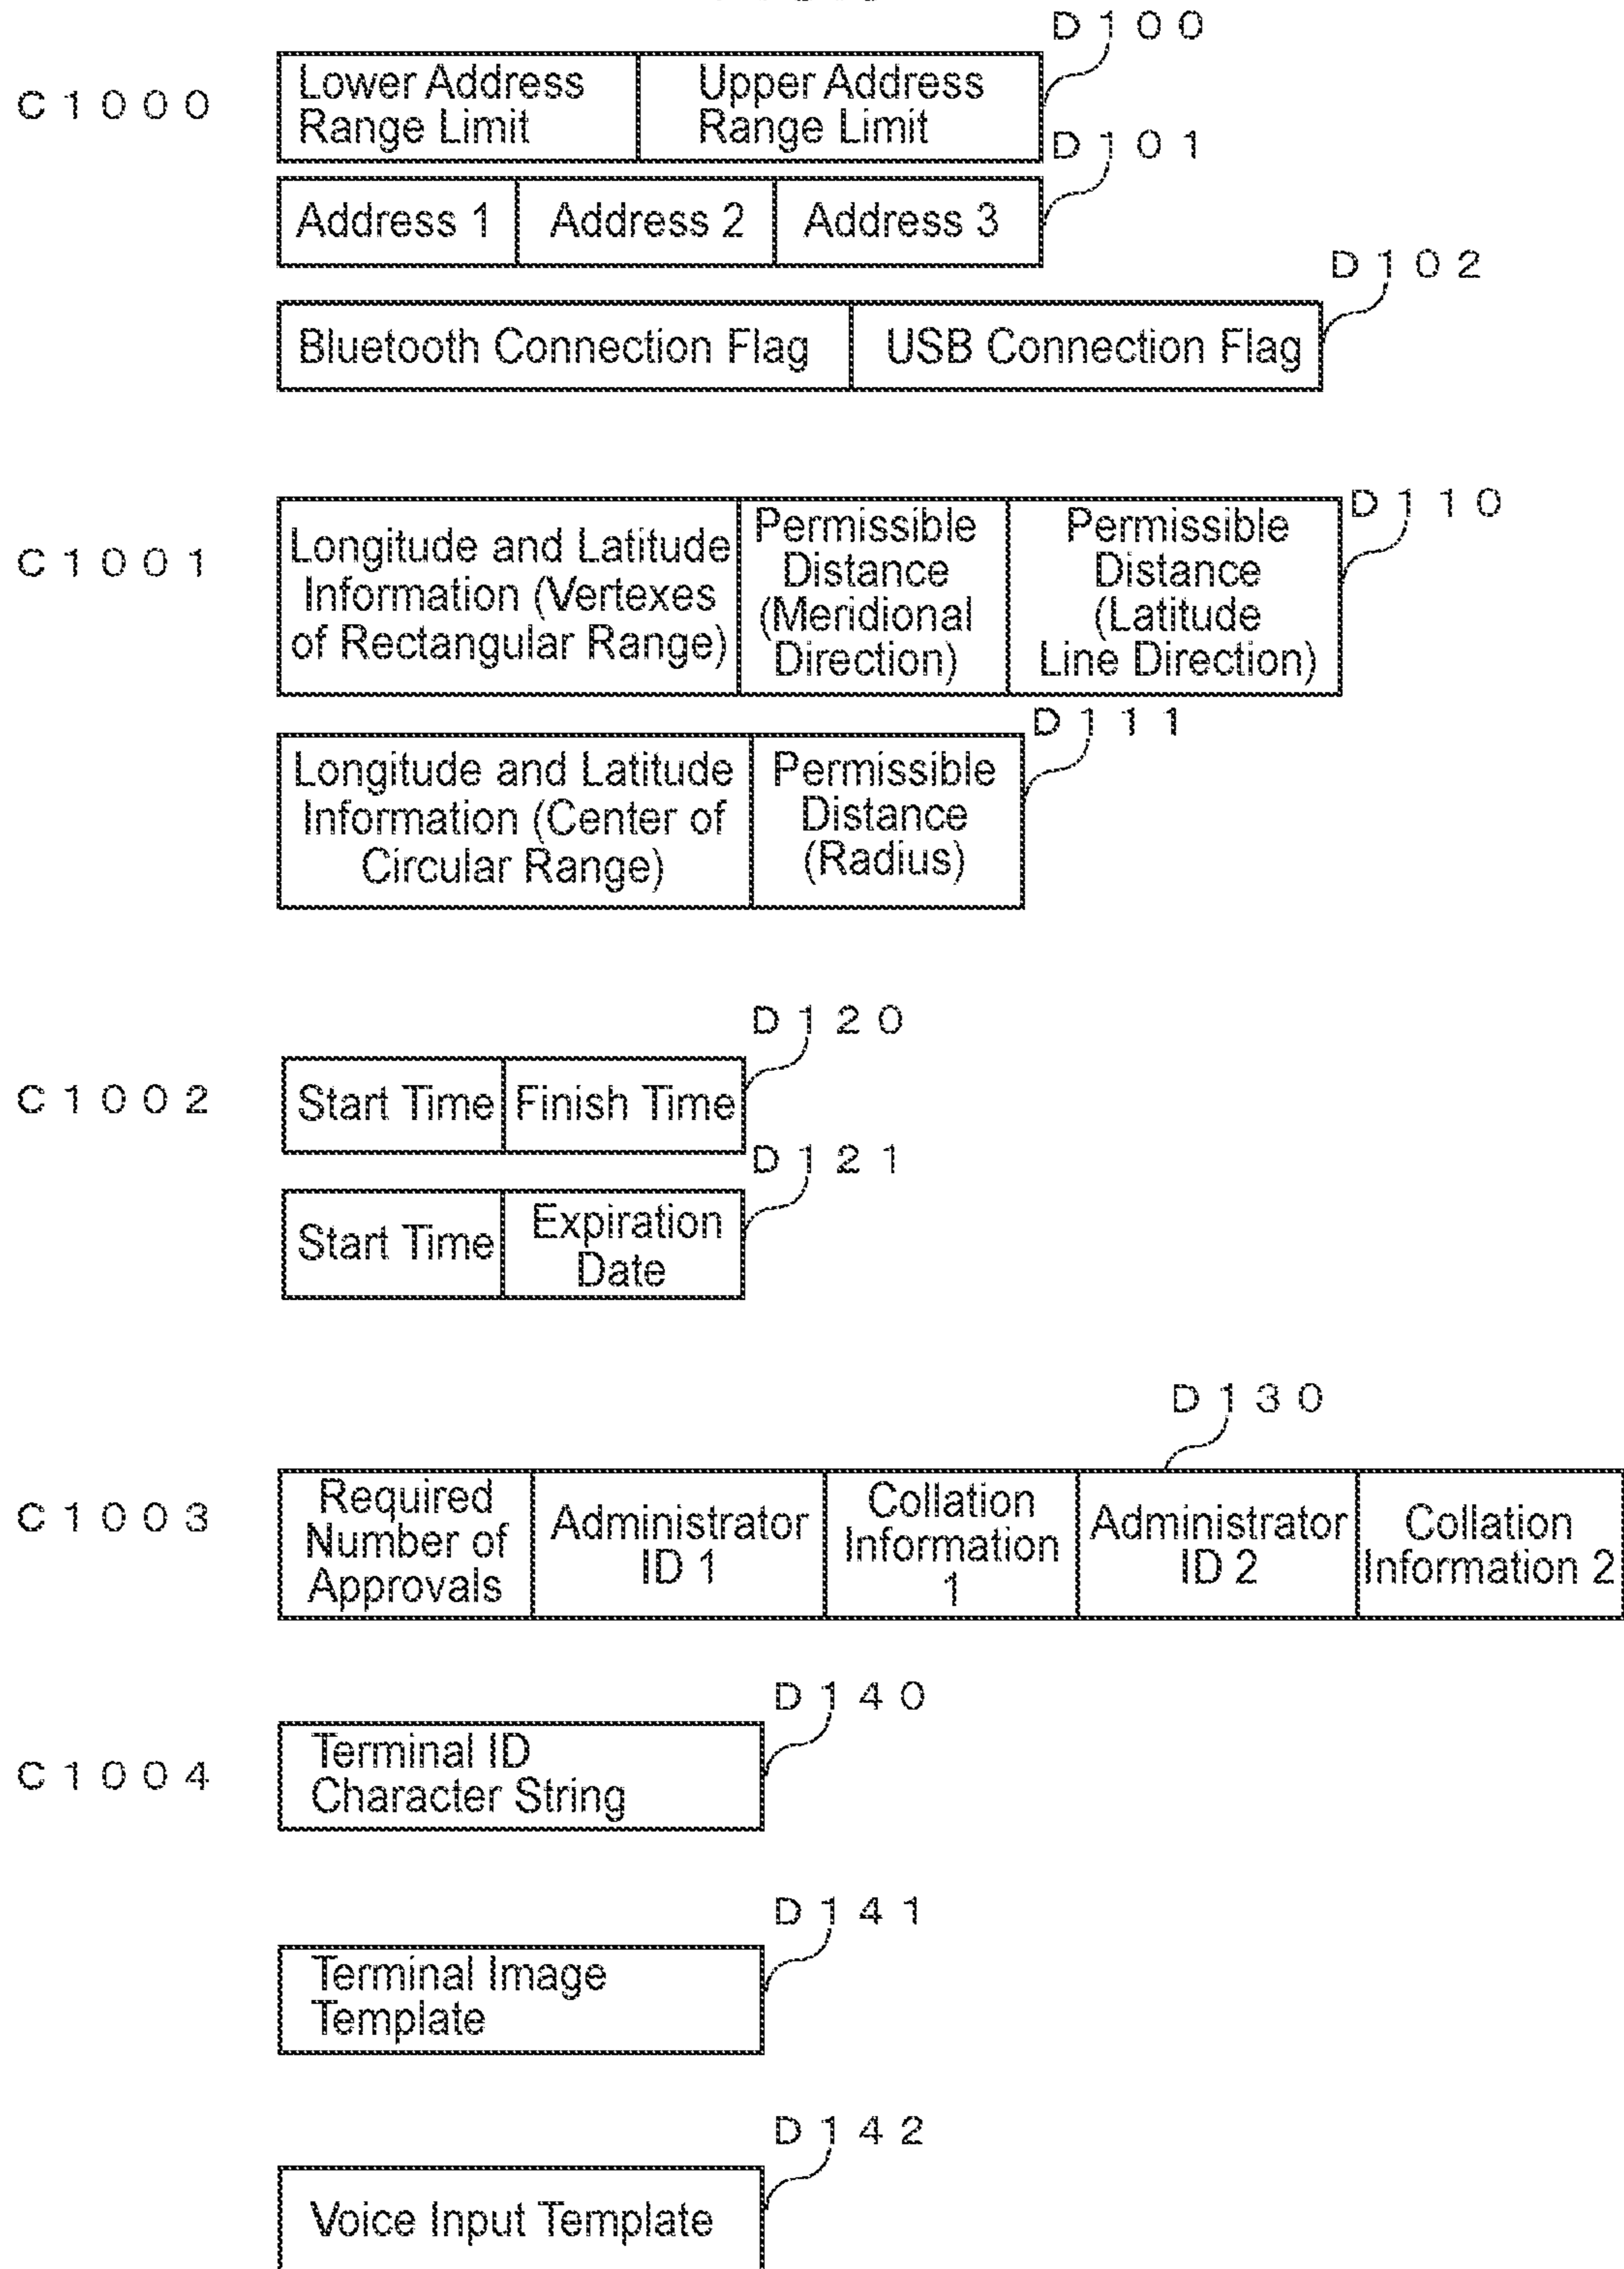 D100
C1000
Lower Address
Range Limit
Upper Address
Range Limit
D101
Address 1
Address 2
Address 3
D102
Bluetooth Connection Flag
USB Connection Flag
D110
C1001
Longitude and Latitude
Information (Vertexes
of Rectangular Range)
Permissible
Distance
(Meridional
Direction)
Permissible
Distance
(Latitude
Line Direction)
D111
Longitude and Latitude
Information (Center of
Circular Range)
Permissible
Distance
(Radius)
D120
C1002
Start Time
Finish Time
D121
Start Time
Expiration
Date
D130
C1003
Required
Number of
Approvals
Administrator
ID 1
Collation
Information
1
Administrator
ID 2
Collation
Information 2
D140
C1004
Terminal ID
Character String
D141
Terminal Image
Template
D142
Voice Input Template